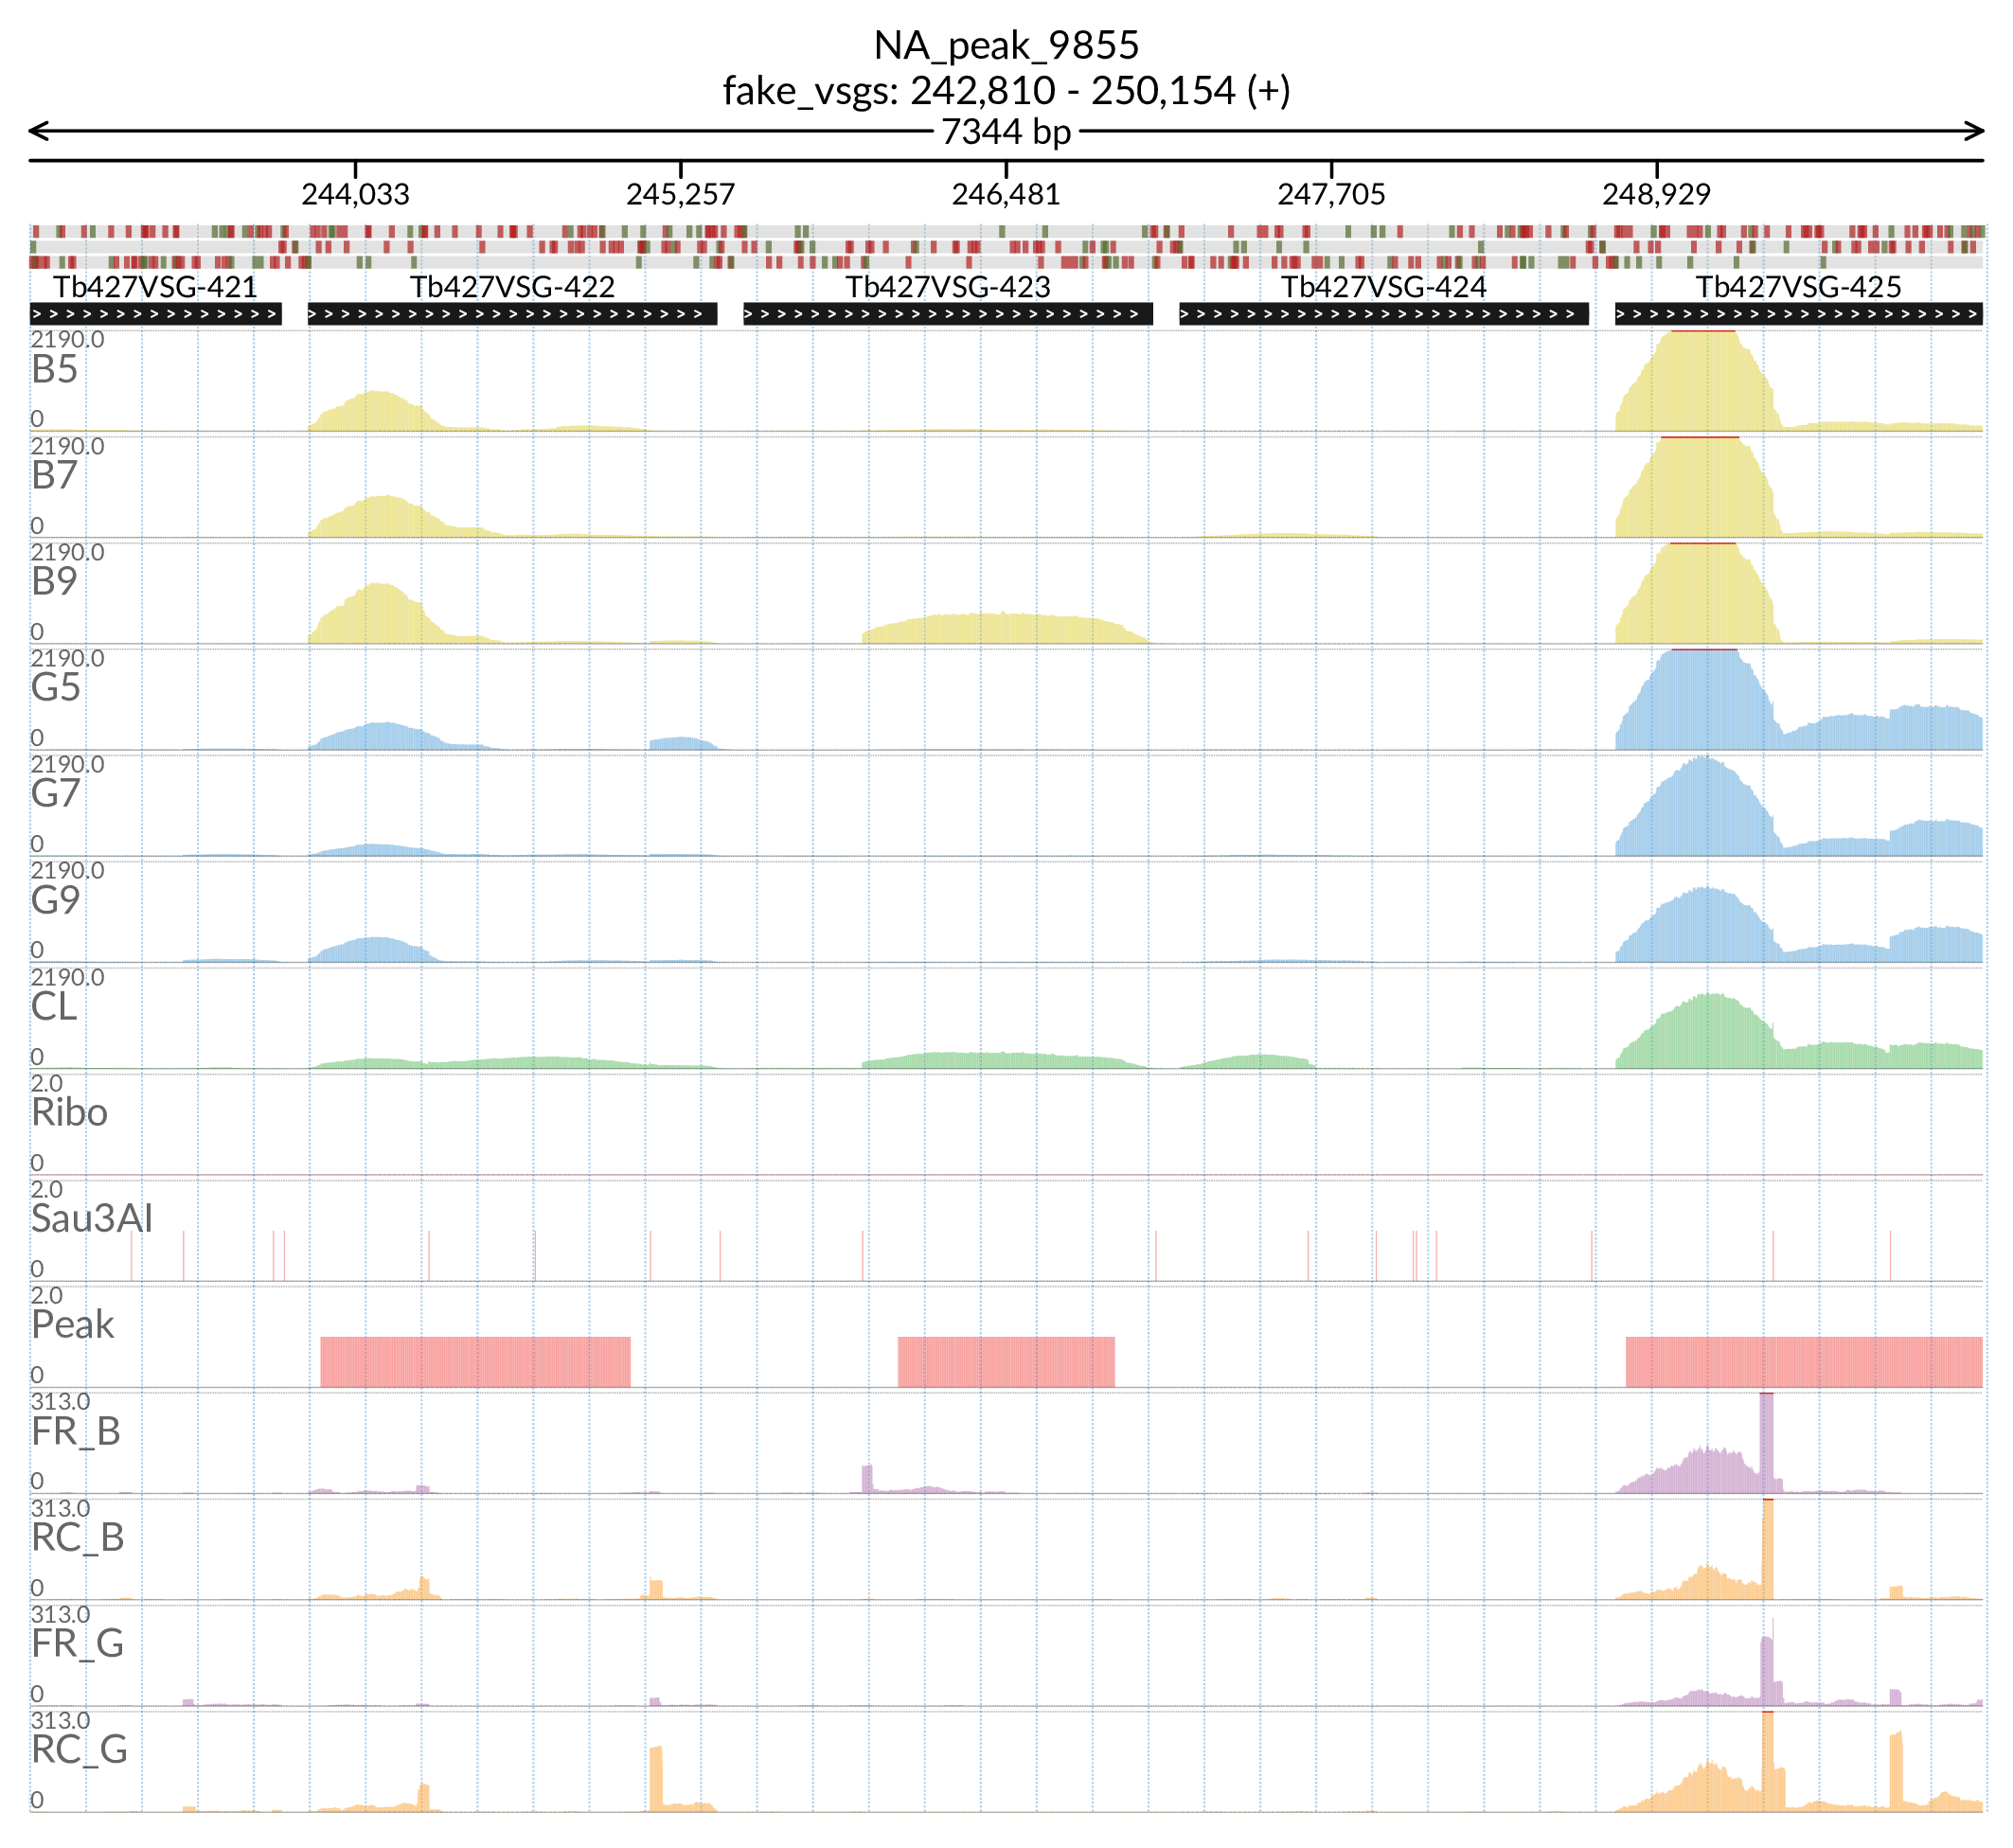 NA_peak_9855
fake_vsgs: 242,810 - 250,154 (+)
7344 bp
244,033 245,257 246,481 247,705 248,929
Tb427VSG-421 Tb427VSG-422 Tb427VSG-423 Tb427VSG-424 Tb427VSG-425
2190.0
B5
0
2190.0
B7
0
2190.0
B9
0
2190.0
G5
0
2190.0
G7
0
2190.0
G9
0
2190.0
CL
0
2.0
Ribo
0
2.0
Sau3AI
0
2.0
Peak
0
313.0
FR_B
0
313.0
RC_B
0
313.0
FR_G
0
313.0
RC_G
0